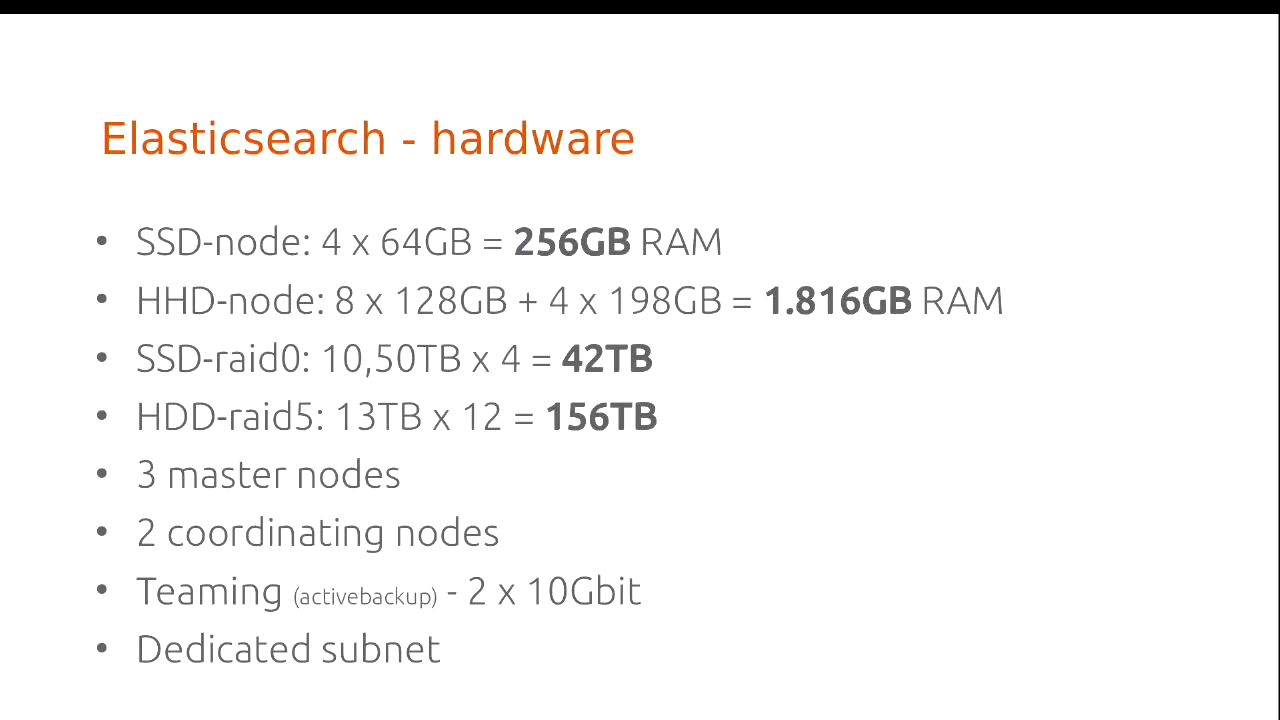 Elasticsearch - hardware
• SSD-node: 4 x 64GB = 256GB RAM
• HHD-node: 8 x 128GB + 4 x 198GB = 1.816GB RAM
• SSD-raid0: 10,50TB x 4 = 42TB
• HDD-raid5: 13TB x 12 = 156TB
• 3 master nodes
• 2 coordinating nodes
• Teaming (activebackup) - 2 x 10Gbit
• Dedicated subnet